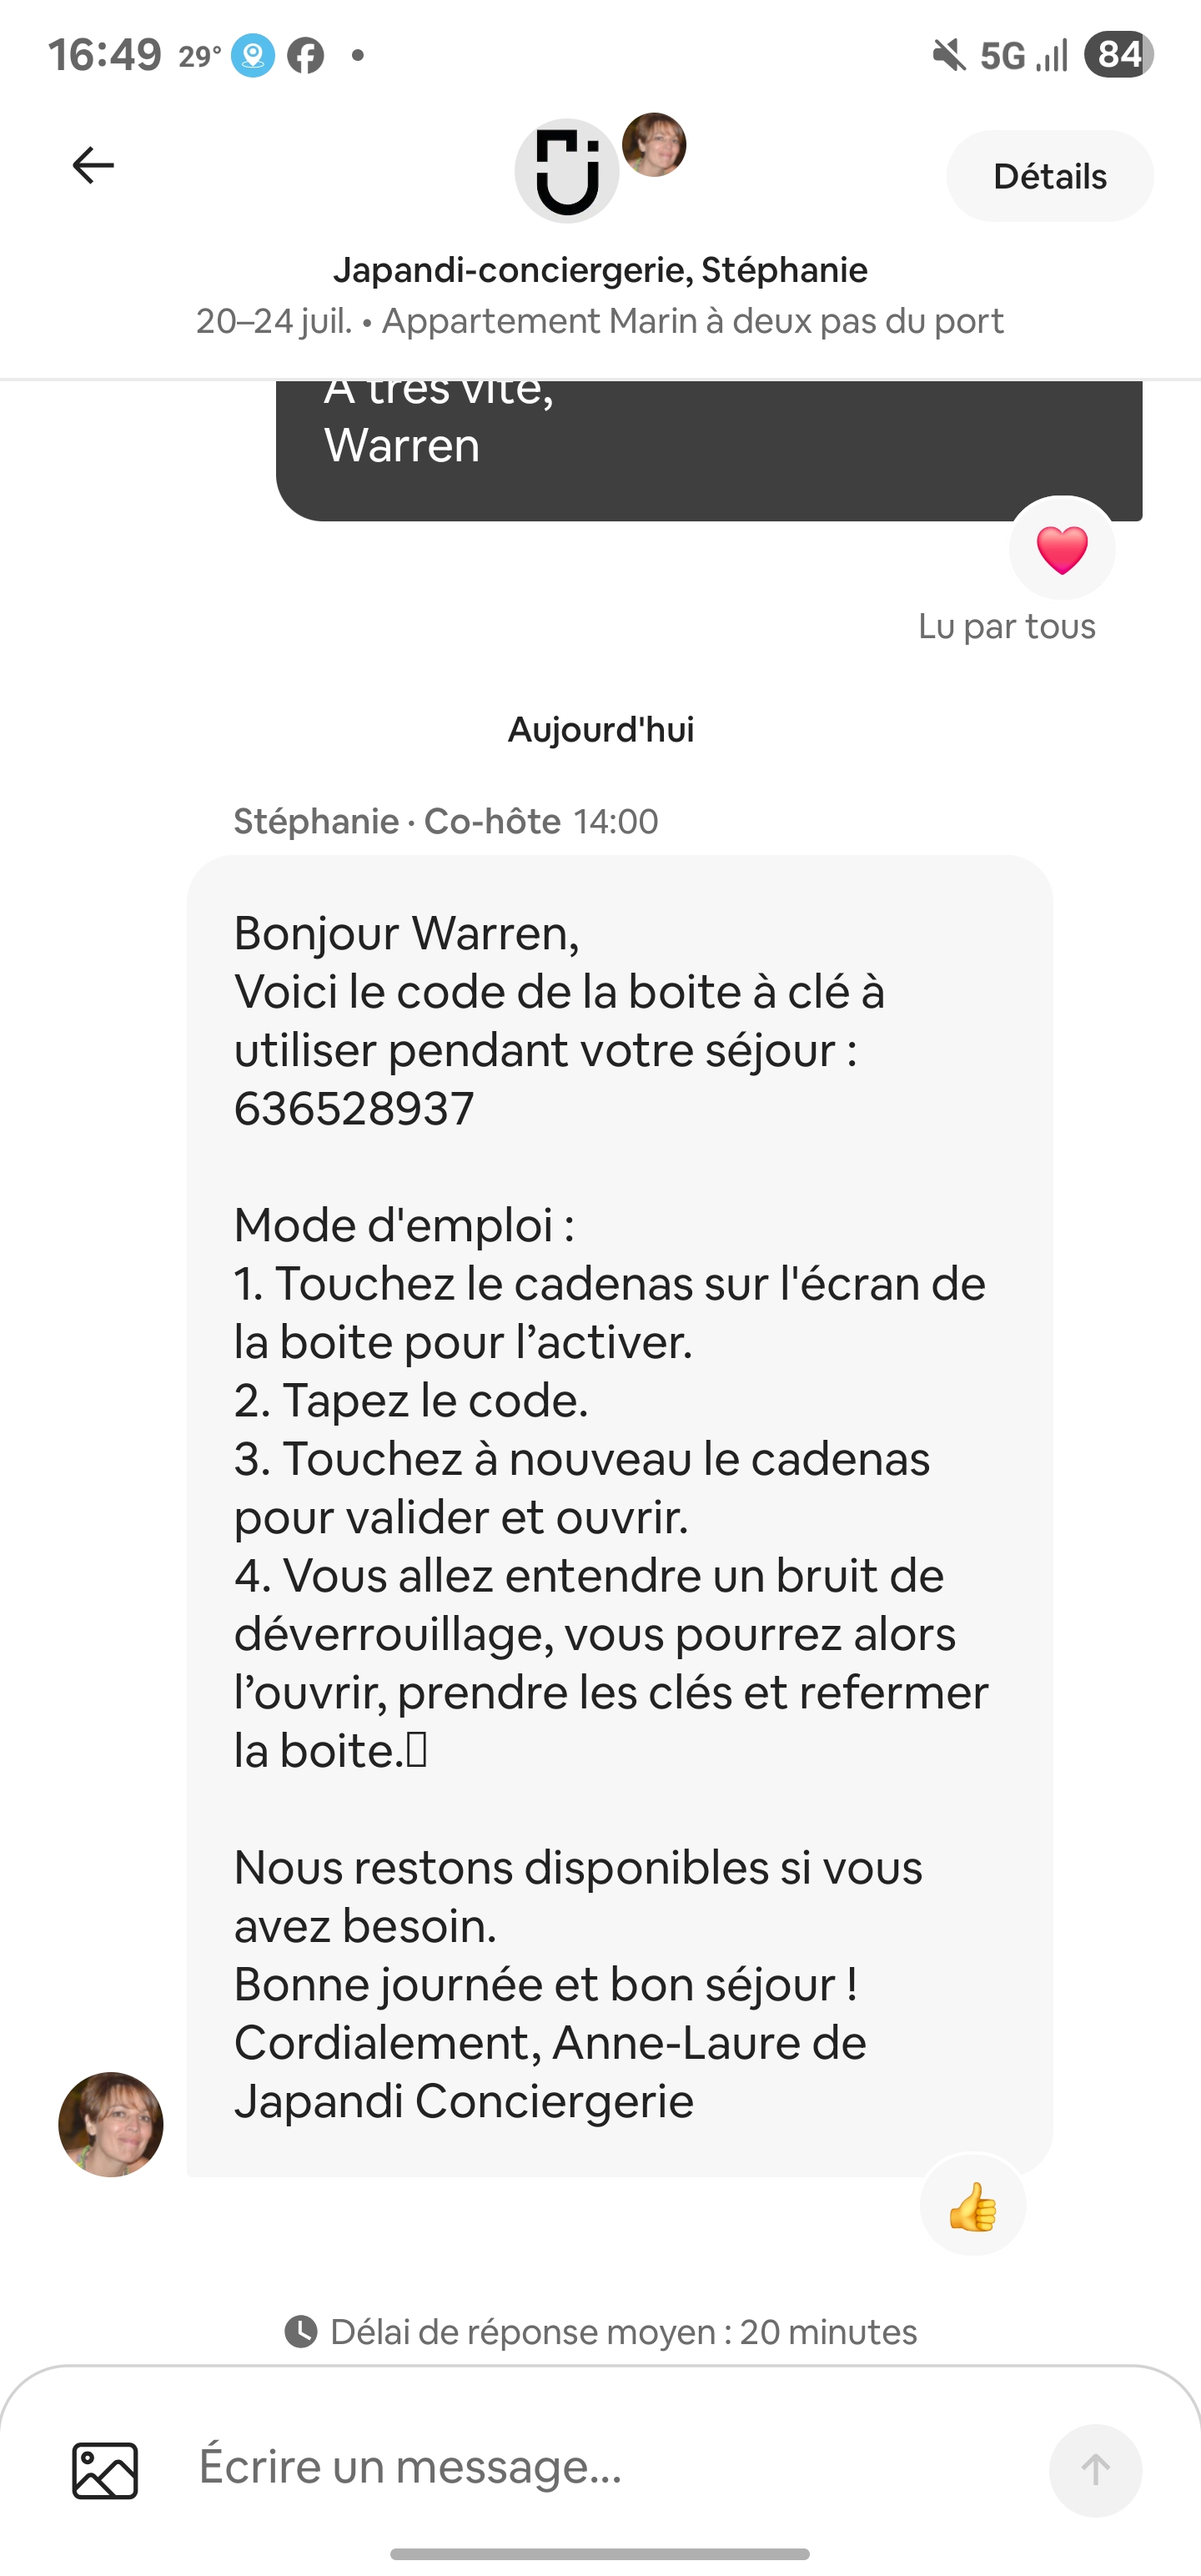 16:49 29° 5G 84
Détails
Japandi-conciergerie, Stéphanie
20–24 juil. • Appartement Marin à deux pas du port
À très vite,
Warren
Lu par tous
Aujourd'hui
Stéphanie · Co-hôte 14:00
Bonjour Warren,
Voici le code de la boite à clé à
utiliser pendant votre séjour :
636528937
Mode d'emploi :
1. Touchez le cadenas sur l'écran de
la boite pour l’activer.
2. Tapez le code.
3. Touchez à nouveau le cadenas
pour valider et ouvrir.
4. Vous allez entendre un bruit de
déverrouillage, vous pourrez alors
l’ouvrir, prendre les clés et refermer
la boite.
Nous restons disponibles si vous
avez besoin.
Bonne journée et bon séjour !
Cordialement, Anne-Laure de
Japandi Conciergerie
Délai de réponse moyen : 20 minutes
Écrire un message...